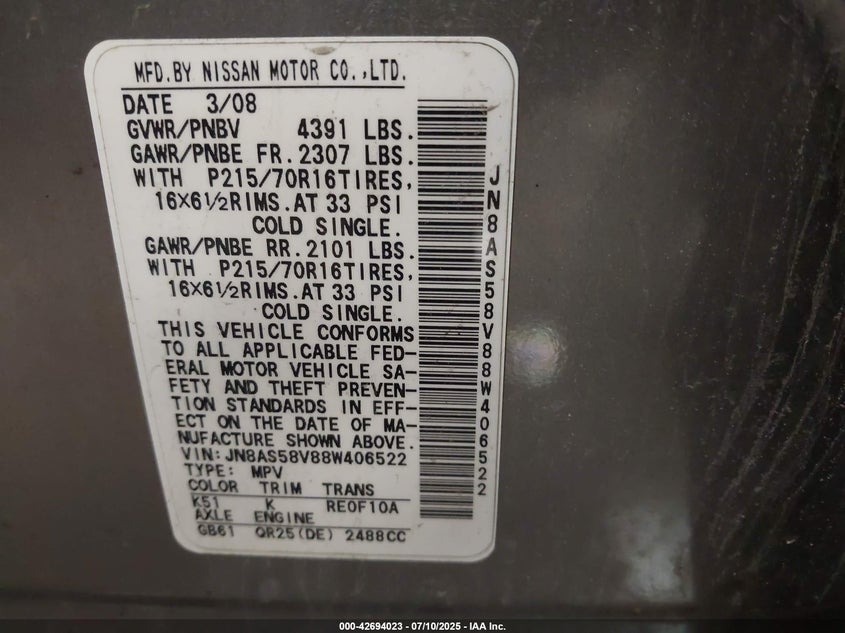 MFD.BY NISSAN MOTOR CO.,LTD.
DATE 3/08
GVWR/PNBV 4391 LBS.
GAWR/PNBE FR.2307 LBS.
WITH P215/70R16TIRES,
16X6½RIMS.AT 33 PSI
COLD SINGLE.
GAWR/PNBE RR.2101 LBS.
WITH P215/70R16TIRES,
16X6½RIMS.AT 33 PSI
COLD SINGLE.
THIS VEHICLE CONFORMS
TO ALL APPLICABLE FED-
ERAL MOTOR VEHICLE SA-
FETY AND THEFT PREVEN-
TION STANDARDS IN EFF-
ECT ON THE DATE OF MA-
NUFACTURE SHOWN ABOVE.
VIN: JN8AS58V88W406522
TYPE: MPV
COLOR TRIM TRANS
K51 K RE0F10A
AXLE ENGINE
GB61 QR25(DE) 2488CC
JN8AS58V88W406522
000-42694023 - 07/10/2025 - IAA Inc.